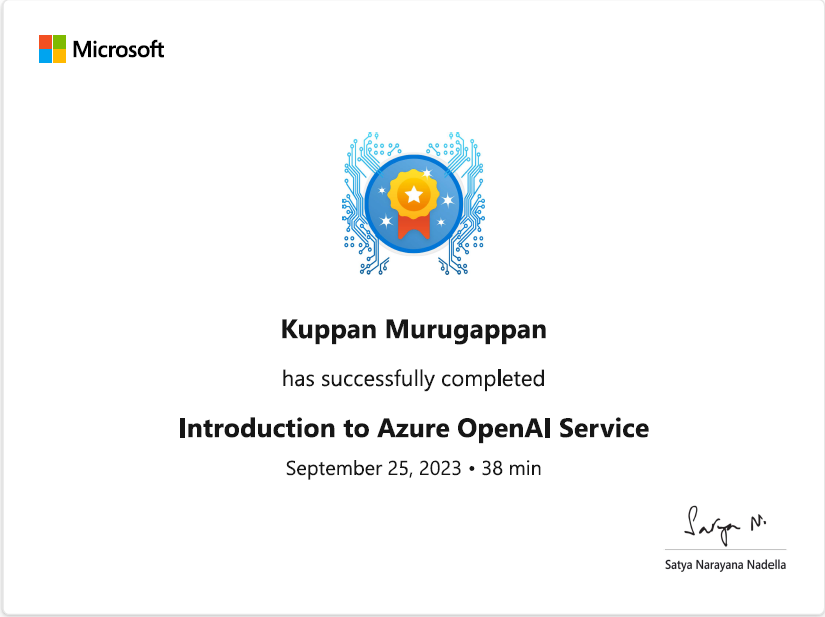 Microsoft
Kuppan Murugappan
has successfully completed
Introduction to Azure OpenAI Service
September 25, 2023 • 38 min
Satya N.
Satya Narayana Nadella